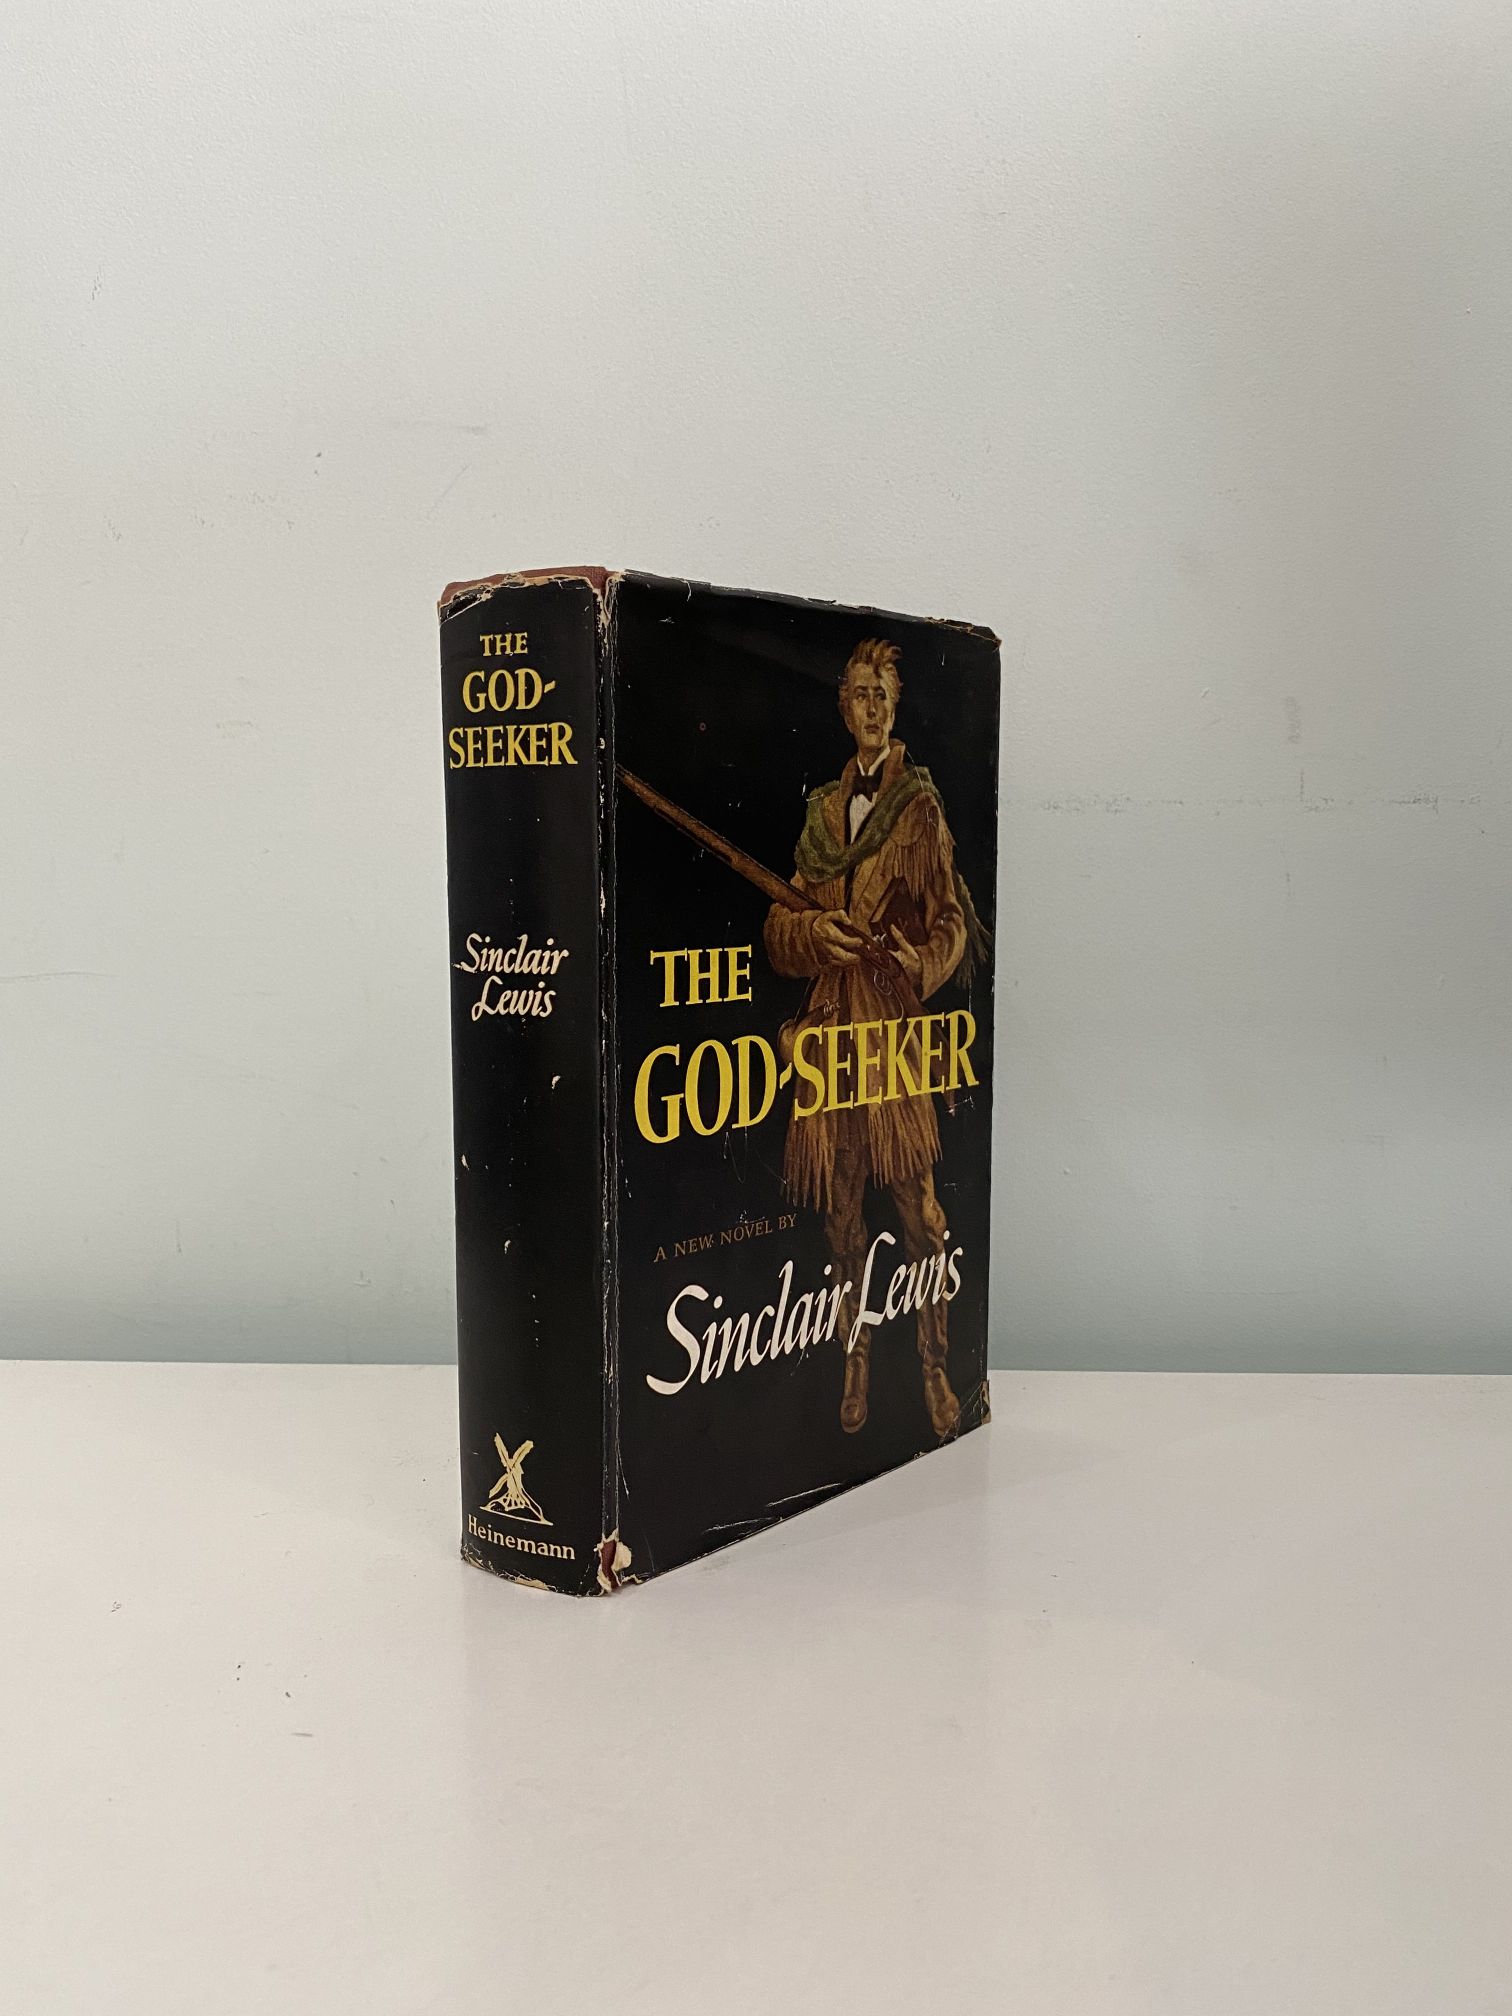 THE
GOD-
SEEKER
Sinclair
Lewis
Heinemann
THE
GOD-SEEKER
A NEW NOVEL BY
Sinclair Lewis